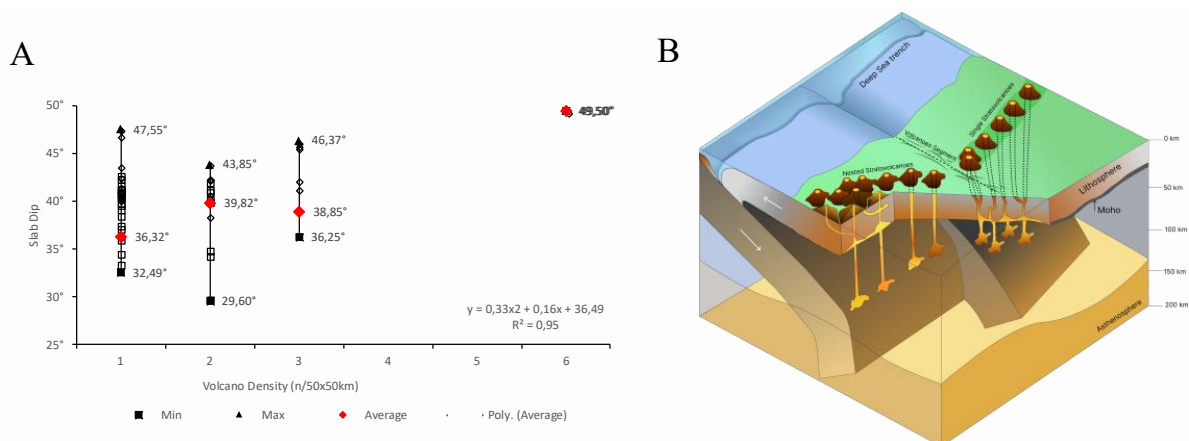 A
Slab Dip
50°
45°
40°
35°
30°
25°
47,55°
36,32°
32,49°
43,85°
39,82°
29,60°
46,37°
38,85°
36,25°
49,50°
y = 0,33x2 + 0,16x + 36,49
R² = 0,95
1 2 3 4 5 6
Volcano Density (n/50x50km)
Min Max Average Poly. (Average)
B
Deep Sea trench
Volcanoes Segment
Single Stratovolcanoes
Nested Stratovolcanoes
Lithosphere
Moho
Asthenosphere
0 km
50 km
100 km
150 km
200 km